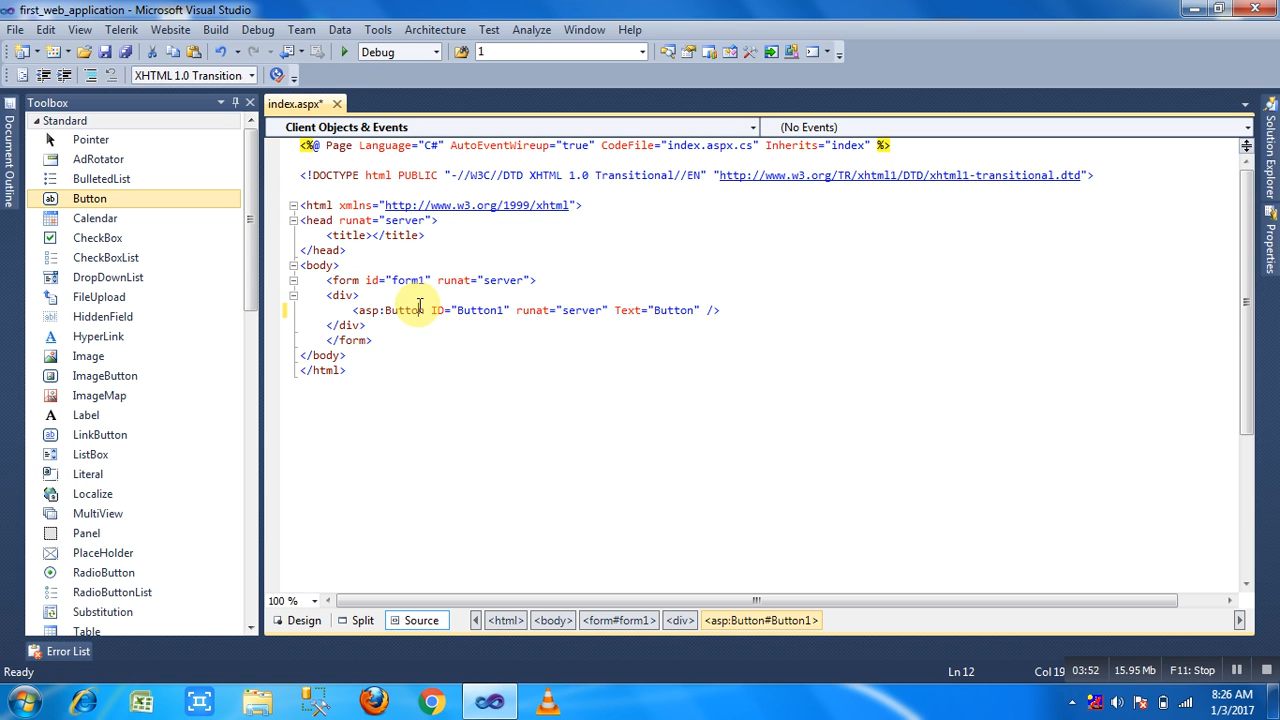 first_web_application - Microsoft Visual Studio
File Edit View Telerik Website Build Debug Team Data Tools Architecture Test Analyze Window Help
Debug 1
XHTML 1.0 Transition
Document Outline
Toolbox
Standard
Pointer
AdRotator
BulletedList
Button
Calendar
CheckBox
CheckBoxList
DropDownList
FileUpload
HiddenField
HyperLink
Image
ImageButton
ImageMap
Label
LinkButton
ListBox
Literal
Localize
MultiView
Panel
PlaceHolder
RadioButton
RadioButtonList
Substitution
Table
index.aspx*
Client Objects & Events (No Events)
<%@ Page Language="C#" AutoEventWireup="true" CodeFile="index.aspx.cs" Inherits="index" %>
<!DOCTYPE html PUBLIC "-//W3C//DTD XHTML 1.0 Transitional//EN" "http://www.w3.org/TR/xhtml1/DTD/xhtml1-transitional.dtd">
<html xmlns="http://www.w3.org/1999/xhtml">
<head runat="server">
<title></title>
</head>
<body>
<form id="form1" runat="server">
<div>
<asp:Button ID="Button1" runat="server" Text="Button" />
</div>
</form>
</body>
</html>
100 %
Design Split Source <html> <body> <form#form1> <div> <asp:Button#Button1>
Solution Explorer
Properties
Error List
Ready Ln 12 Col 19 03:52 15.95 Mb F11: Stop
8:26 AM
1/3/2017